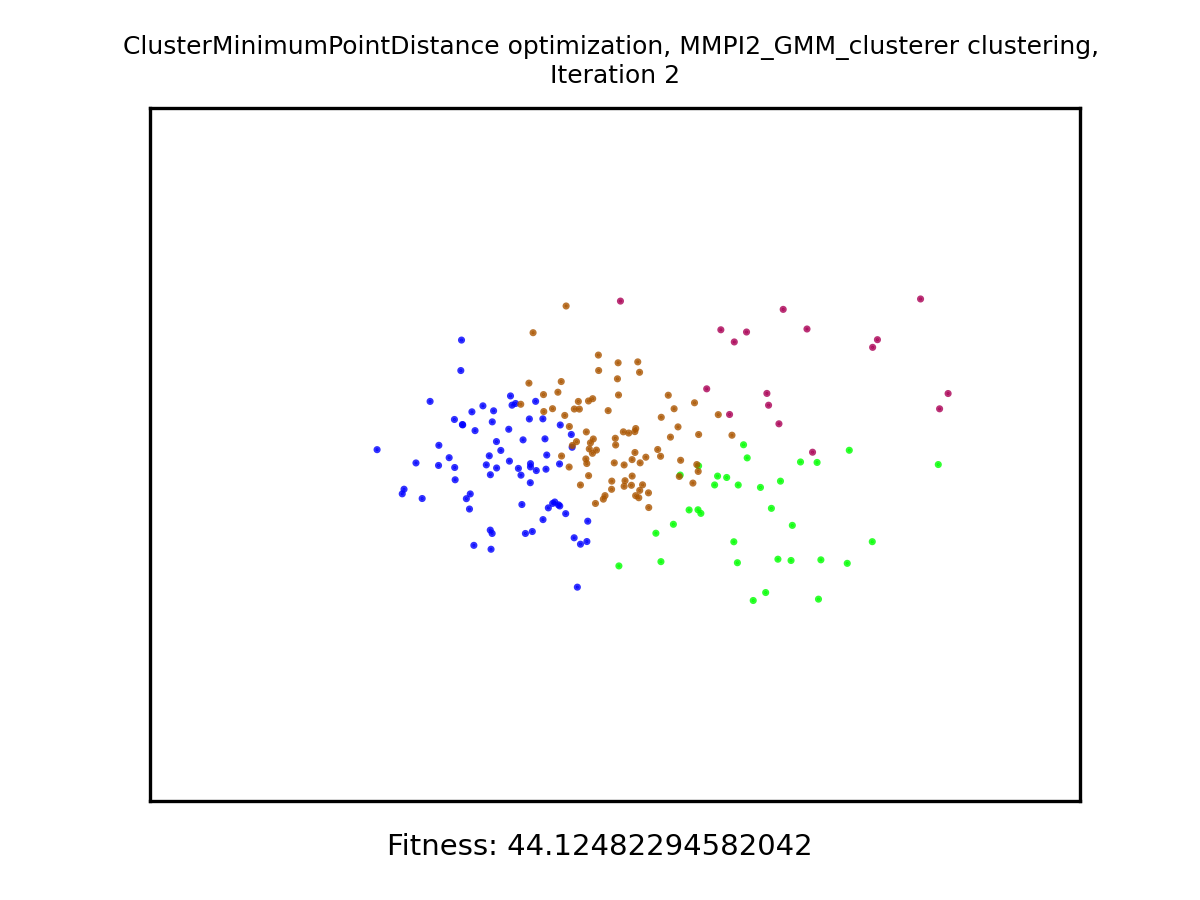 ClusterMinimumPointDistance optimization, MMPI2_GMM_clusterer clustering,
Iteration 2
Fitness: 44.12482294582042